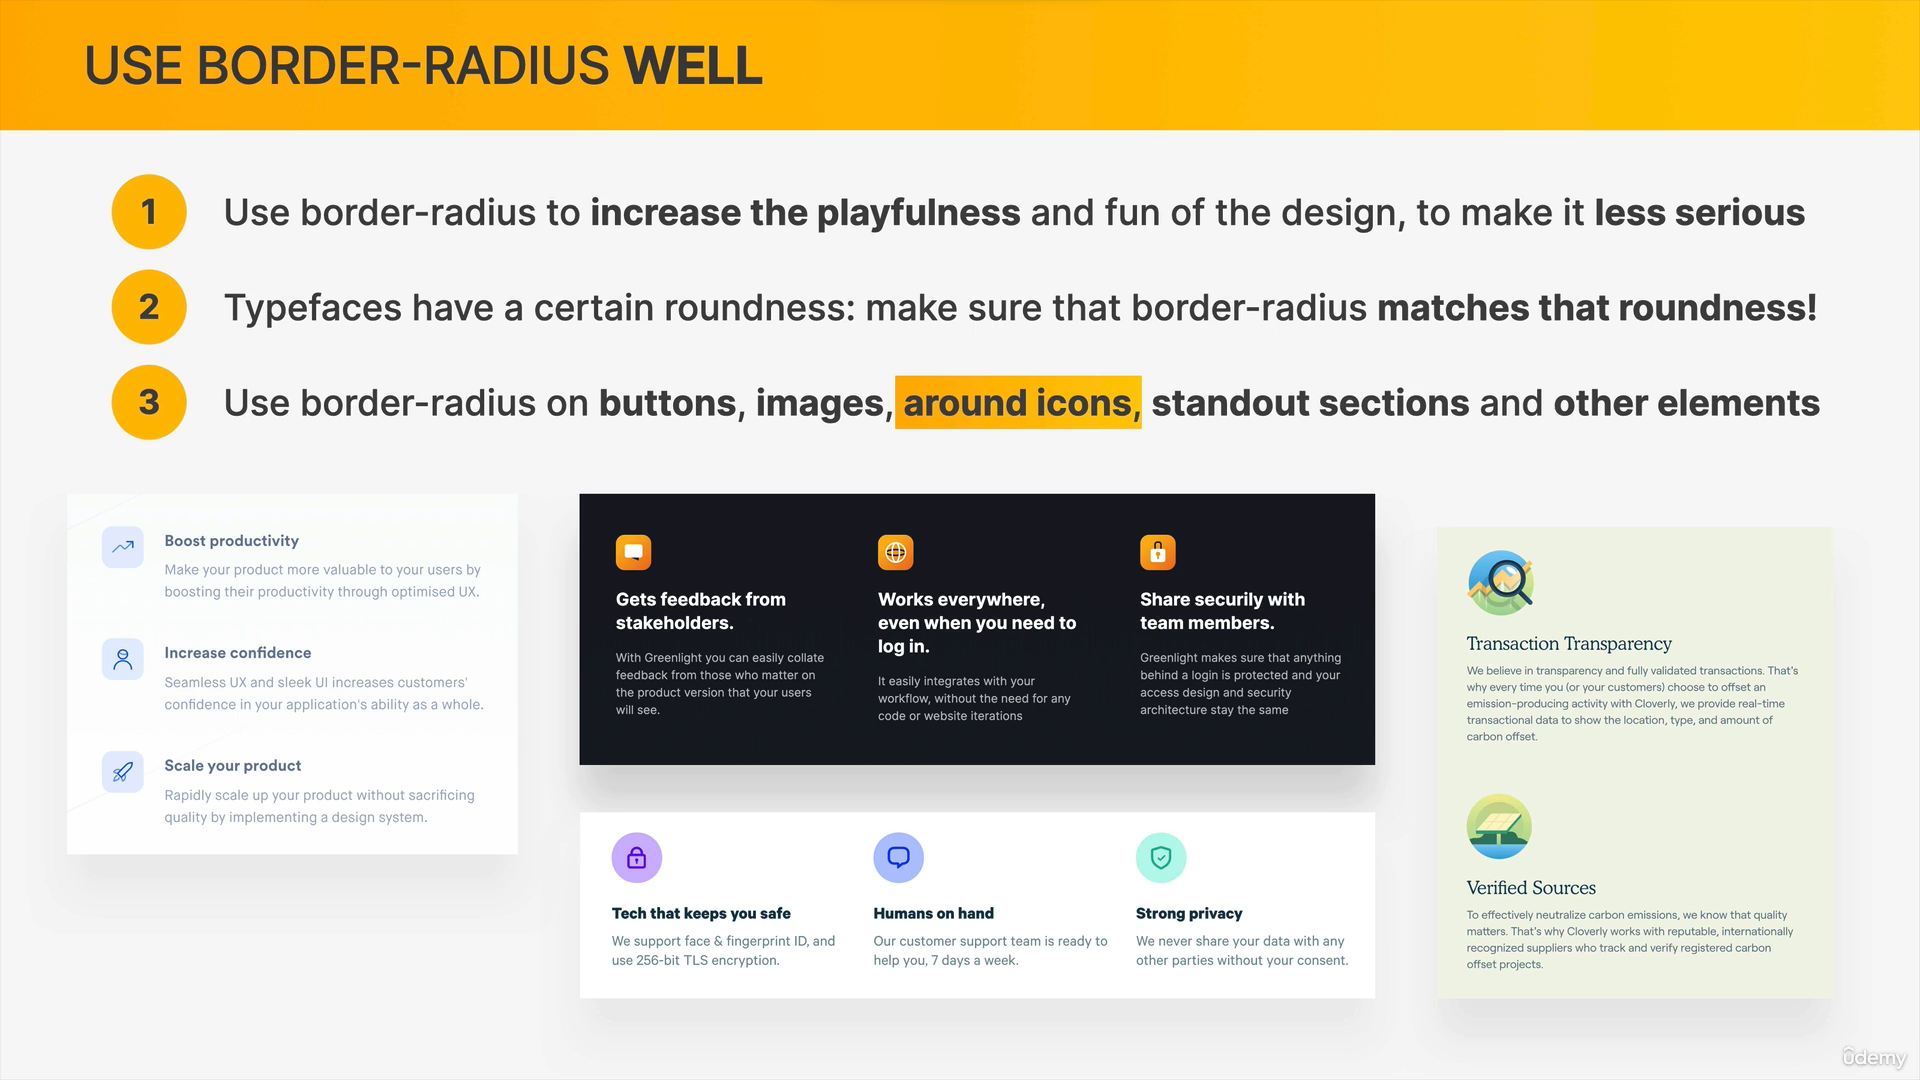 USE BORDER-RADIUS WELL
1
Use border-radius to increase the playfulness and fun of the design, to make it less serious
2
Typefaces have a certain roundness: make sure that border-radius matches that roundness!
3
Use border-radius on buttons, images, around icons, standout sections and other elements
Boost productivity
Make your product more valuable to your users by
boosting their productivity through optimised UX.
Increase confidence
Seamless UX and sleek UI increases customers'
confidence in your application's ability as a whole.
Scale your product
Rapidly scale up your product without sacrificing
quality by implementing a design system.
Gets feedback from
stakeholders.
With Greenlight you can easily collate
feedback from those who matter on
the product version that your users
will see.
Works everywhere,
even when you need to
log in.
It easily integrates with your
workflow, without the need for any
code or website iterations
Share securily with
team members.
Greenlight makes sure that anything
behind a login is protected and your
access design and security
architecture stay the same
Tech that keeps you safe
We support face & fingerprint ID, and
use 256-bit TLS encryption.
Humans on hand
Our customer support team is ready to
help you, 7 days a week.
Strong privacy
We never share your data with any
other parties without your consent.
Transaction Transparency
We believe in transparency and fully validated transactions. That's
why every time you (or your customers) choose to offset an
emission-producing activity with Cloverly, we provide real-time
transactional data to show the location, type, and amount of
carbon offset.
Verified Sources
To effectively neutralize carbon emissions, we know that quality
matters. That's why Cloverly works with reputable, internationally
recognized suppliers who track and verify registered carbon
offset projects.
ûdemy